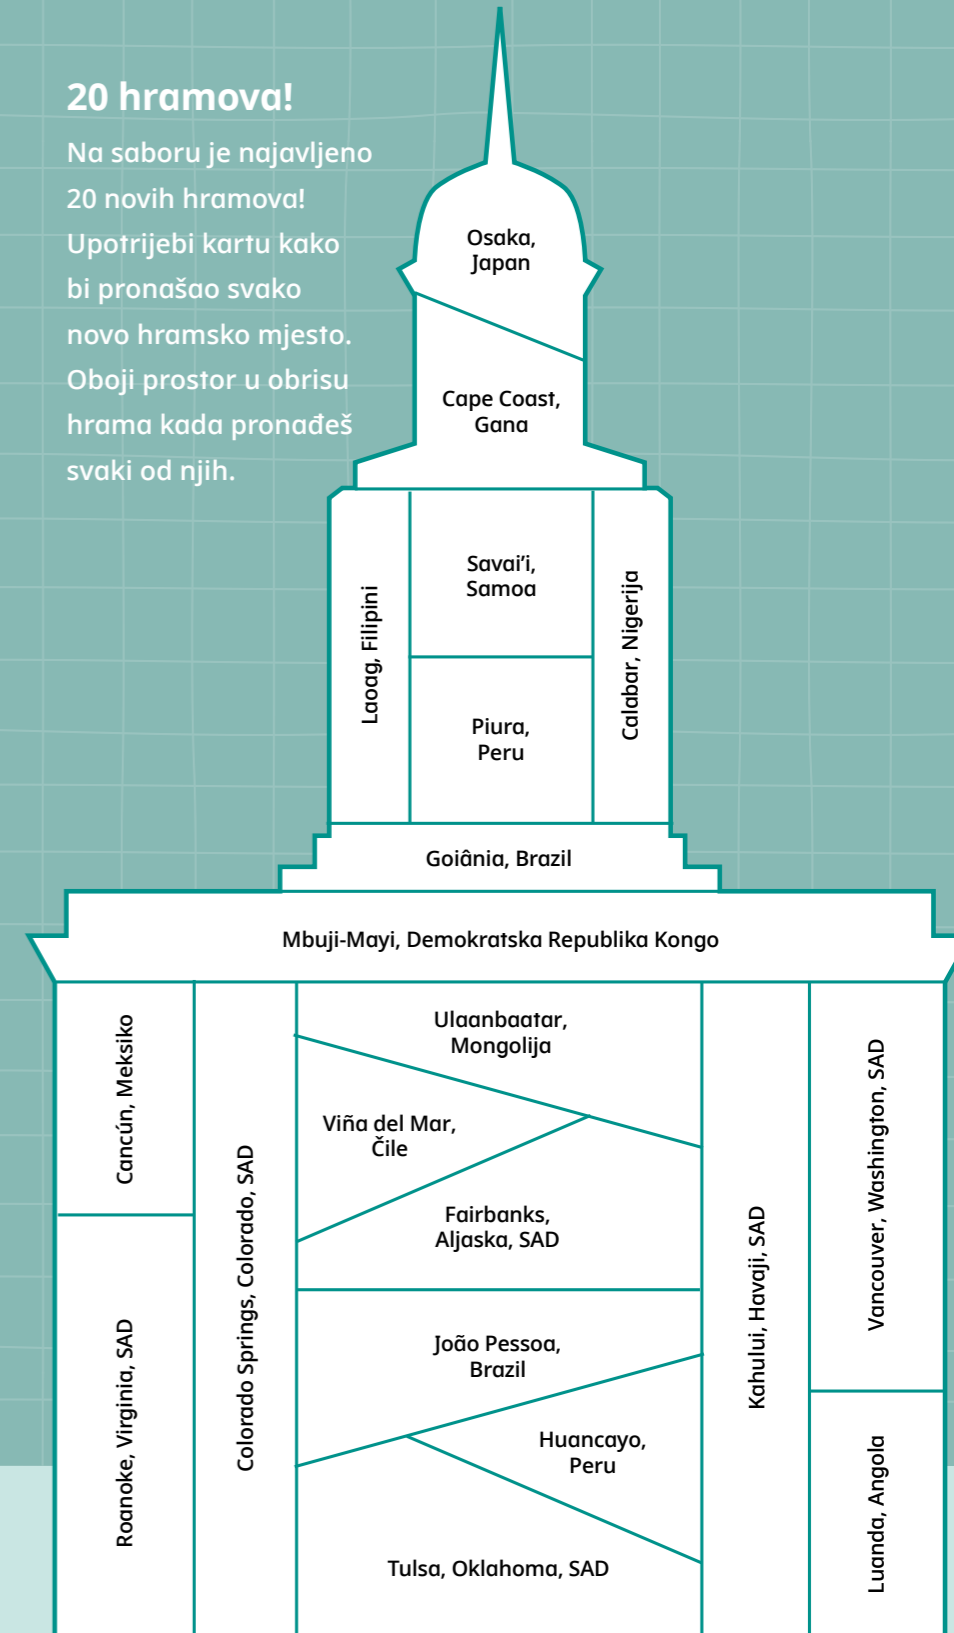 20 hramova!
Na saboru je najavljeno
20 novih hramova!
Upotrijebi kartu kako
bi pronašao svako
novo hramsko mjesto.
Oboji prostor u obrisu
hrama kada pronađeš
svaki od njih.
Osaka,
Japan
Cape Coast,
Gana
Laoag, Filipini
Savai’i,
Samoa
Piura,
Peru
Calabar, Nigerija
Goiânia, Brazil
Mbuji-Mayi, Demokratska Republika Kongo
Cancún, Meksiko
Roanoke, Virginia, SAD
Colorado Springs, Colorado, SAD
Ulaanbaatar,
Mongolija
Viña del Mar,
Čile
Fairbanks,
Aljaska, SAD
João Pessoa,
Brazil
Huancayo,
Peru
Tulsa, Oklahoma, SAD
Kahului, Havaji, SAD
Vancouver, Washington, SAD
Luanda, Angola